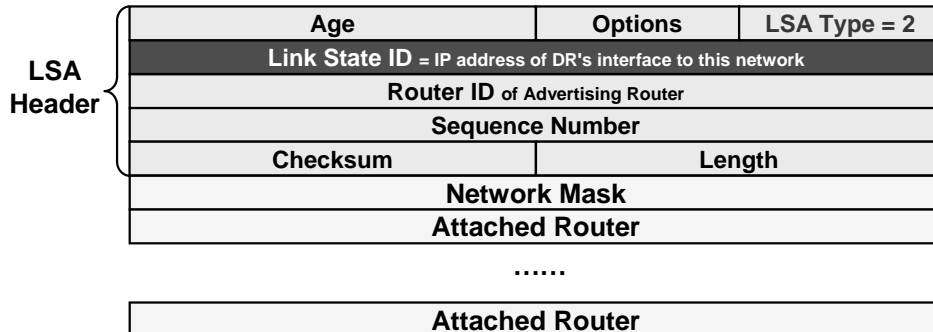 Age Options LSA Type = 2
Link State ID = IP address of DR's interface to this network
LSA
Header
Router ID of Advertising Router
Sequence Number
Checksum Length
Network Mask
Attached Router
......
Attached Router